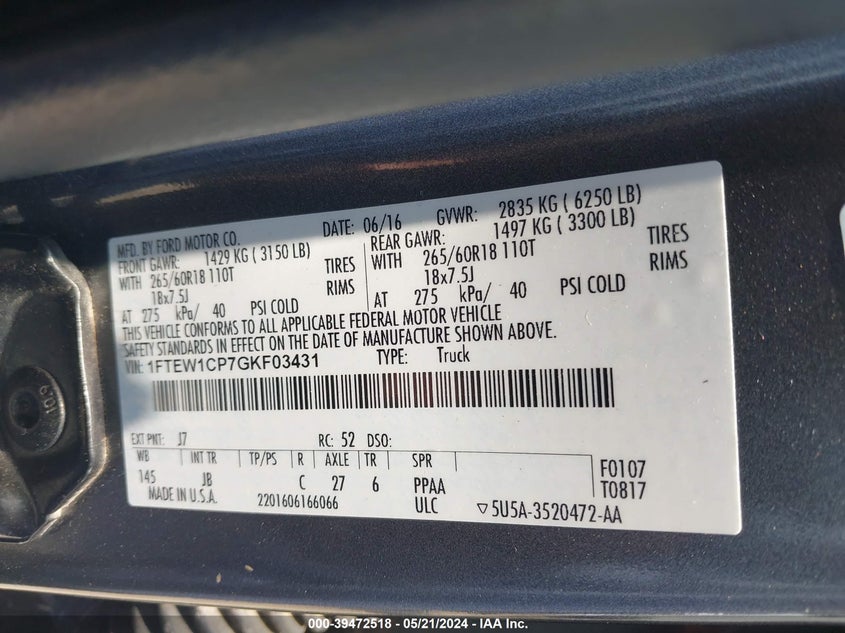 MFD. BY FORD MOTOR CO.
DATE: 06/16 GVWR: 2835 KG ( 6250 LB)
FRONT GAWR: 1429 KG ( 3150 LB)
REAR GAWR: 1497 KG ( 3300 LB)
WITH 265/60R18 110T TIRES
WITH 265/60R18 110T TIRES
18x7.5J RIMS
18x7.5J RIMS
AT 275 kPa/ 40 PSI COLD
AT 275 kPa/ 40 PSI COLD
THIS VEHICLE CONFORMS TO ALL APPLICABLE FEDERAL MOTOR VEHICLE
SAFETY STANDARDS IN EFFECT ON THE DATE OF MANUFACTURE SHOWN ABOVE.
VIN: 1FTEW1CP7GKF03431 TYPE: Truck
EXT PNT: J7 RC: 52 DSO:
WB INT TR TP/PS R AXLE TR SPR
145 JB C 27 6 PPAA
F0107
T0817
MADE IN U.S.A. 2201606166066 ULC
▽5U5A-3520472-AA
000-39472518 - 05/21/2024 - IAA Inc.